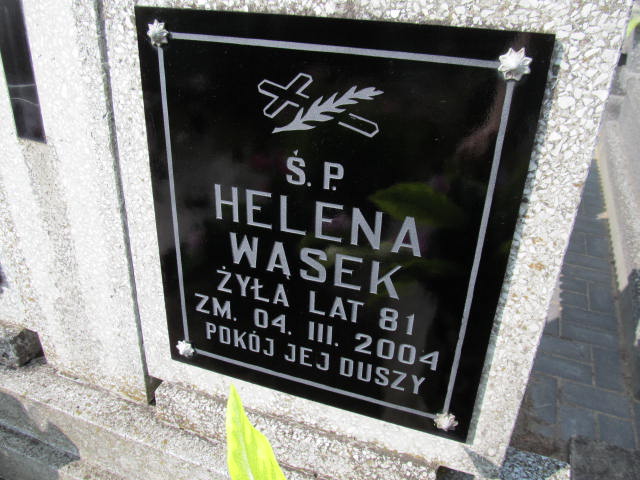 Ś.P.
HELENA
WĄSEK
ŻYŁA LAT 81
ZM. 04. III. 2004
POKÓJ JEJ DUSZY